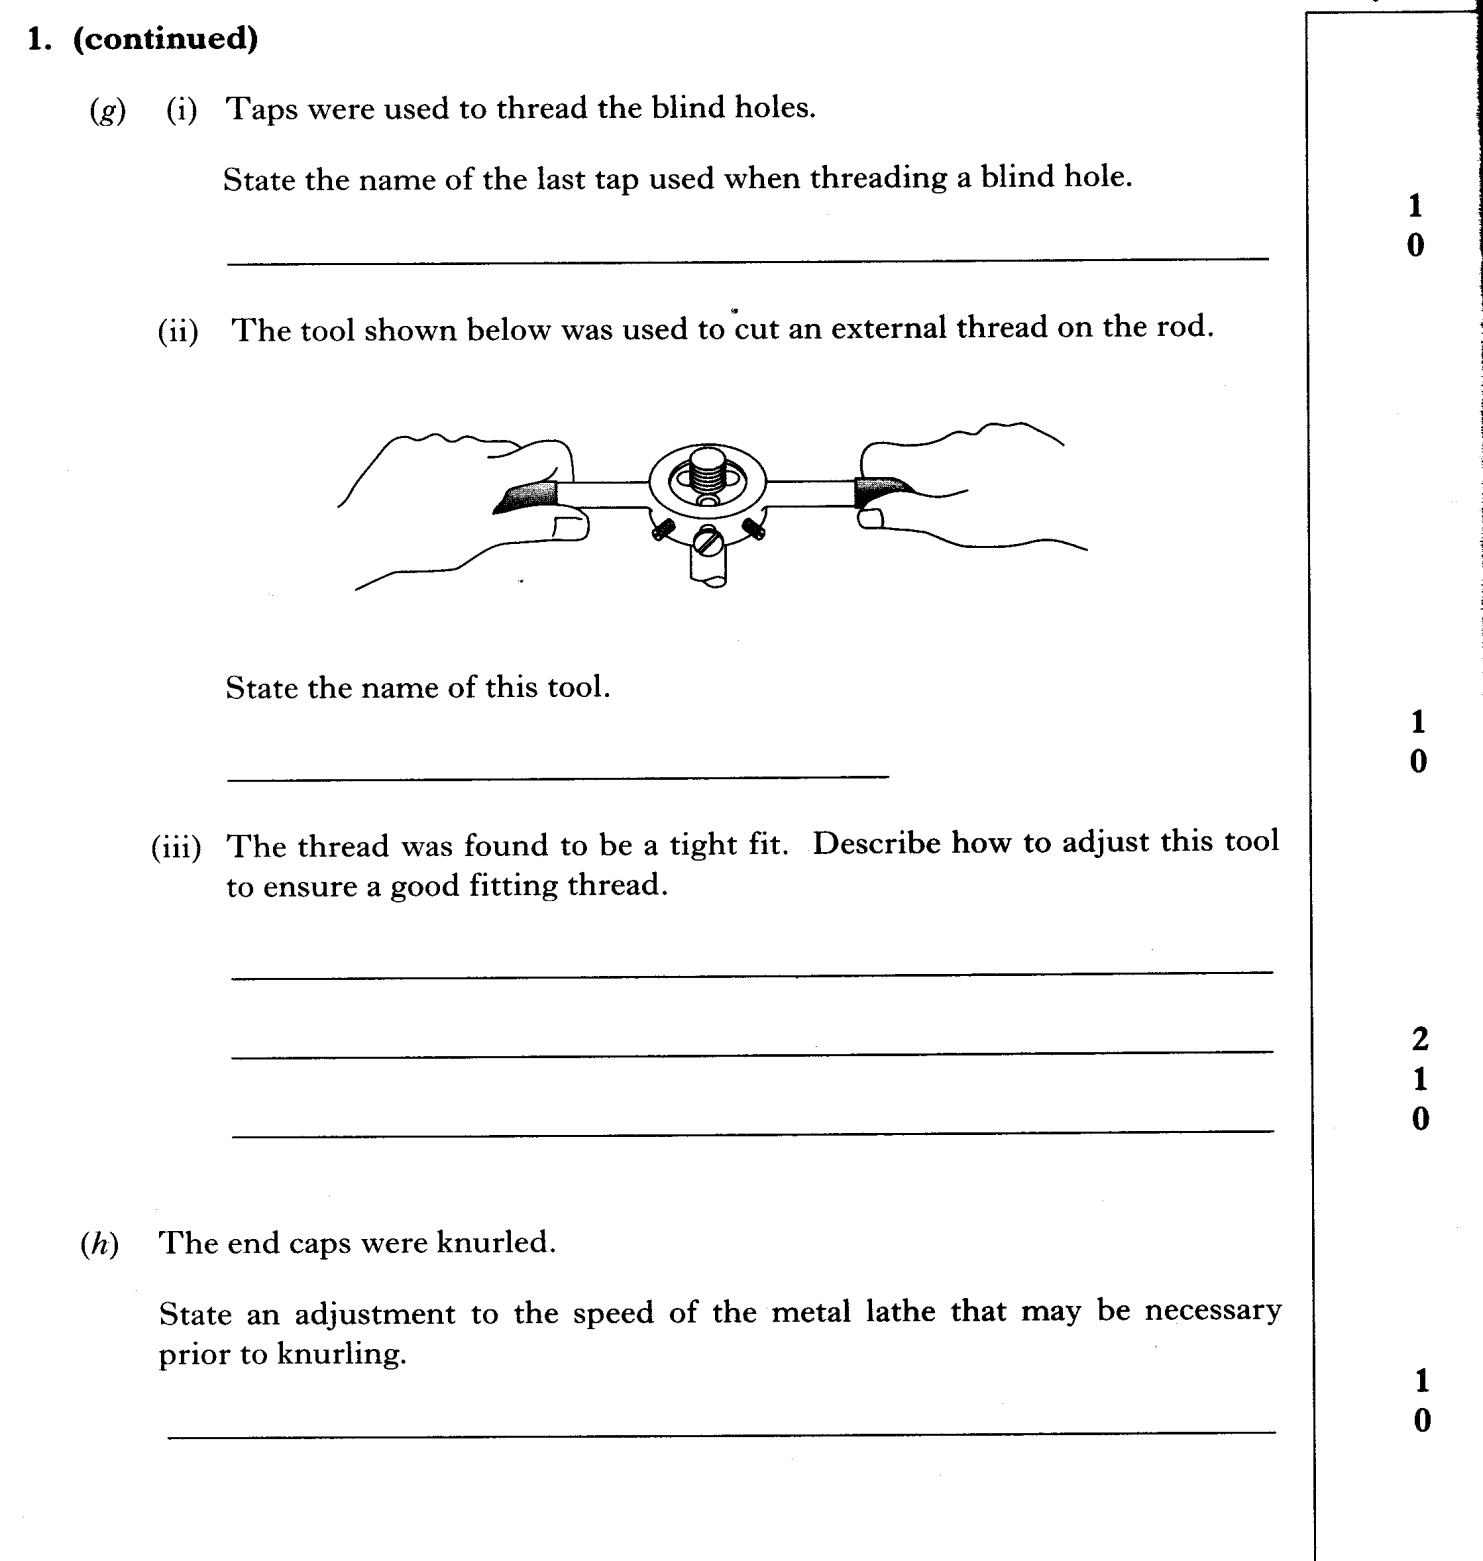 1. (continued)
(g) (i) Taps were used to thread the blind holes.
State the name of the last tap used when threading a blind hole.
1
0
(ii) The tool shown below was used to cut an external thread on the rod.
State the name of this tool.
1
0
(iii) The thread was found to be a tight fit. Describe how to adjust this tool
to ensure a good fitting thread.
2
1
0
(h) The end caps were knurled.
State an adjustment to the speed of the metal lathe that may be necessary
prior to knurling.
1
0